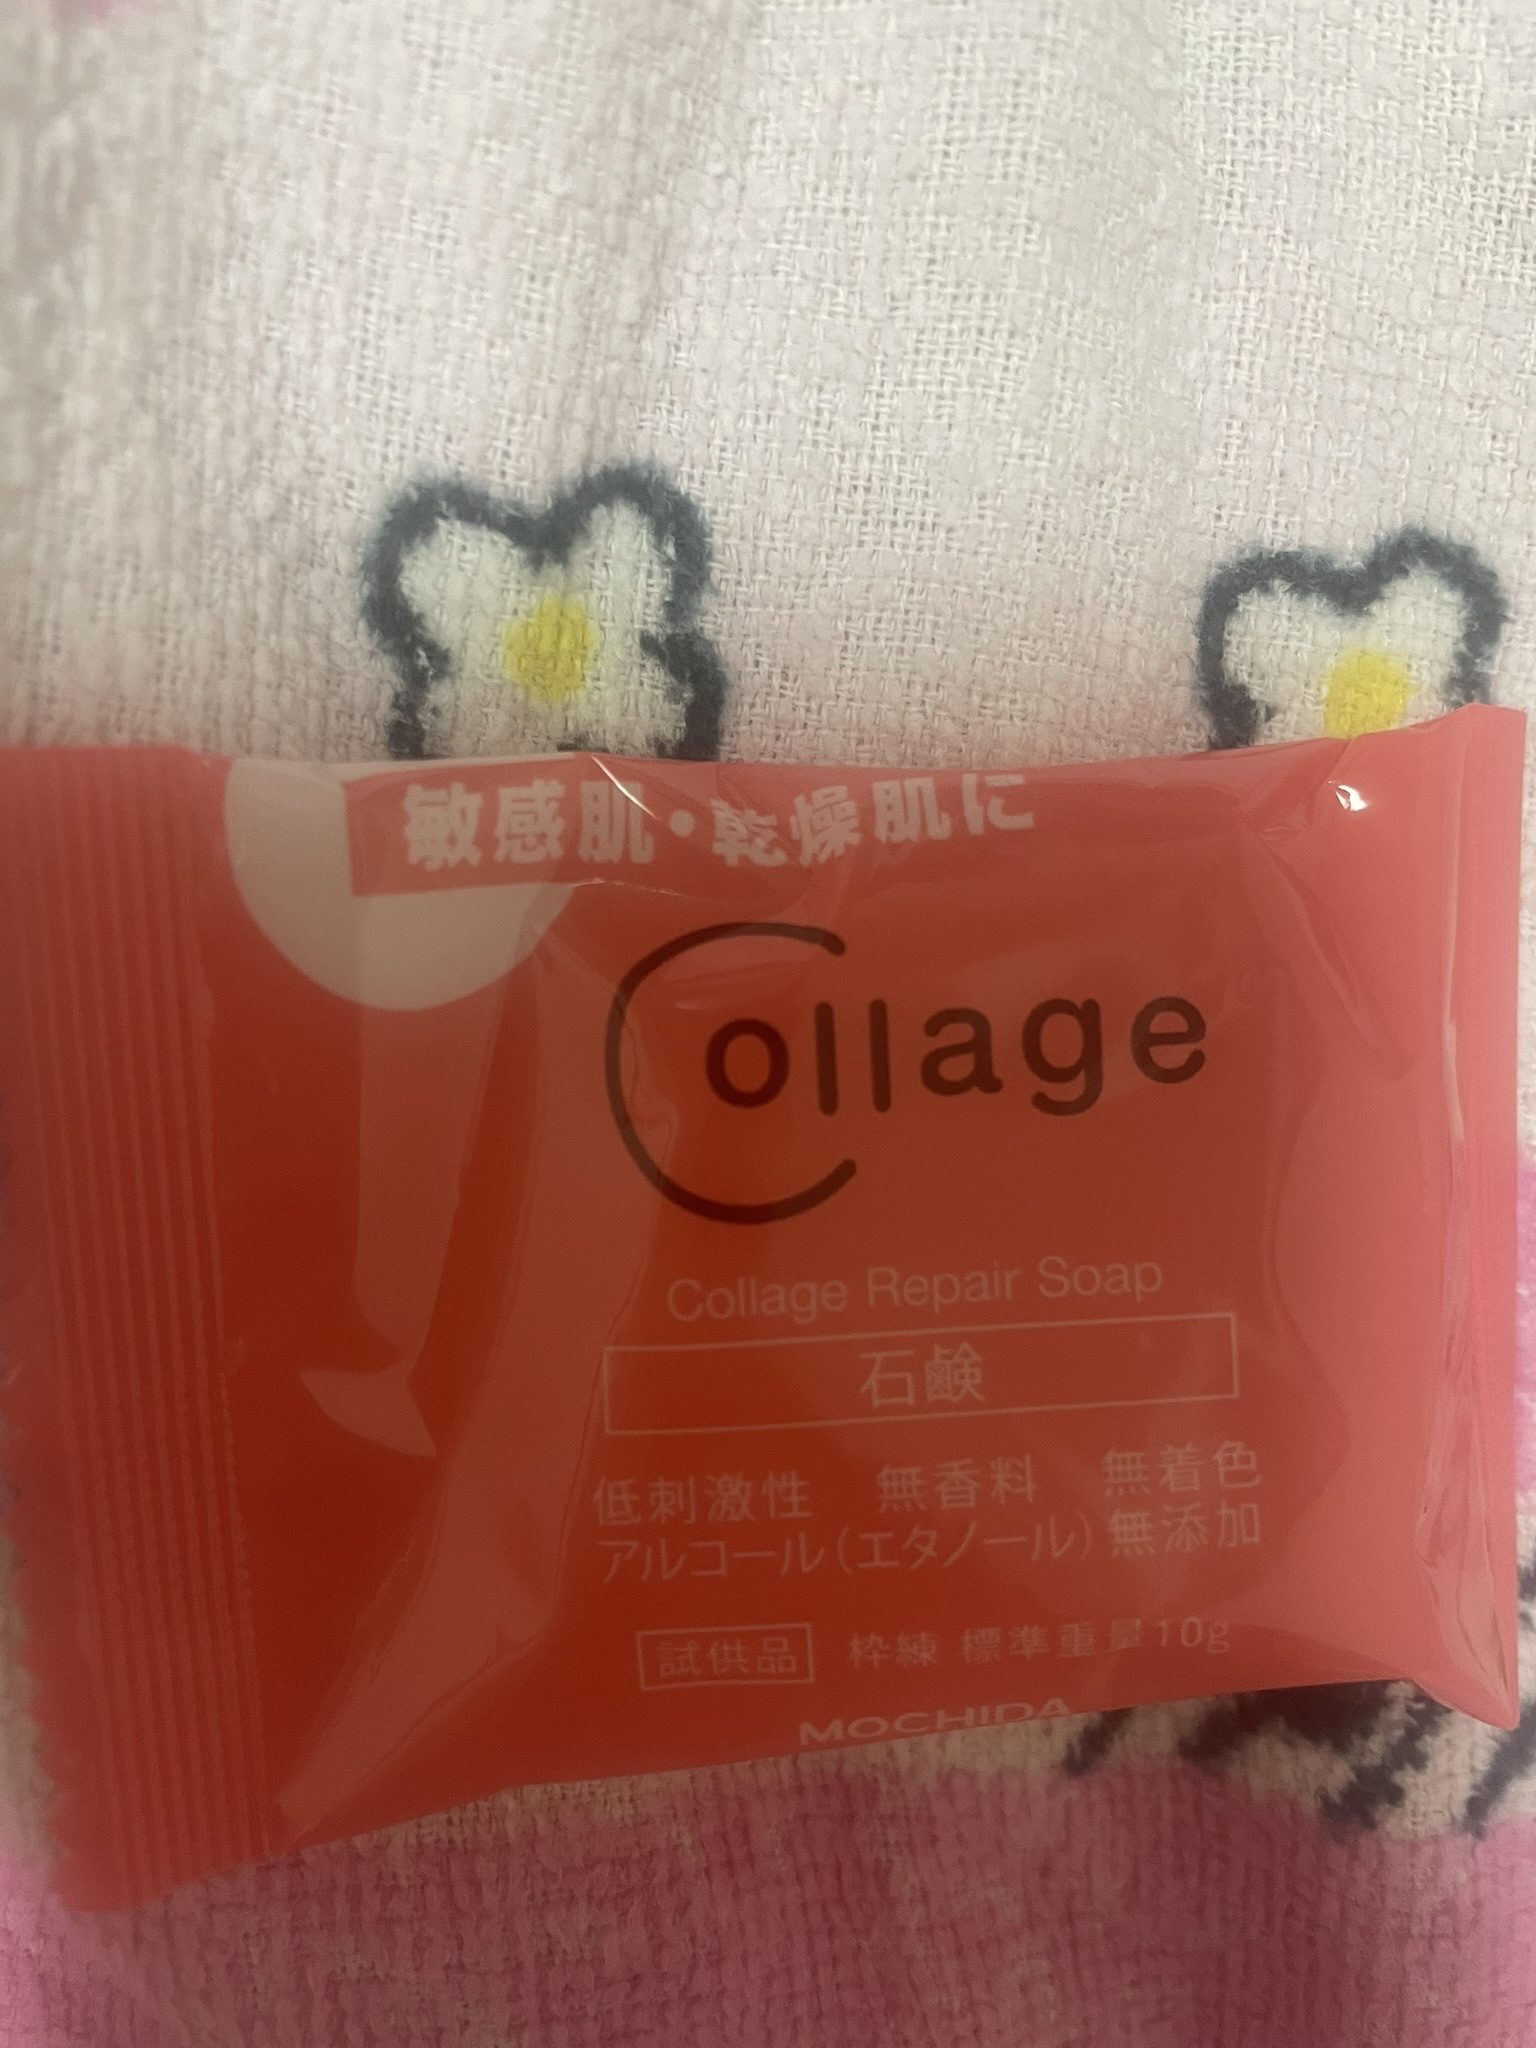 敏感肌・乾燥肌に
Collage
Collage Repair Soap
石鹸
低刺激性 無香料 無着色
アルコール(エタノール)無添加
試供品 枠練 標準重量10g
MOCHIDA